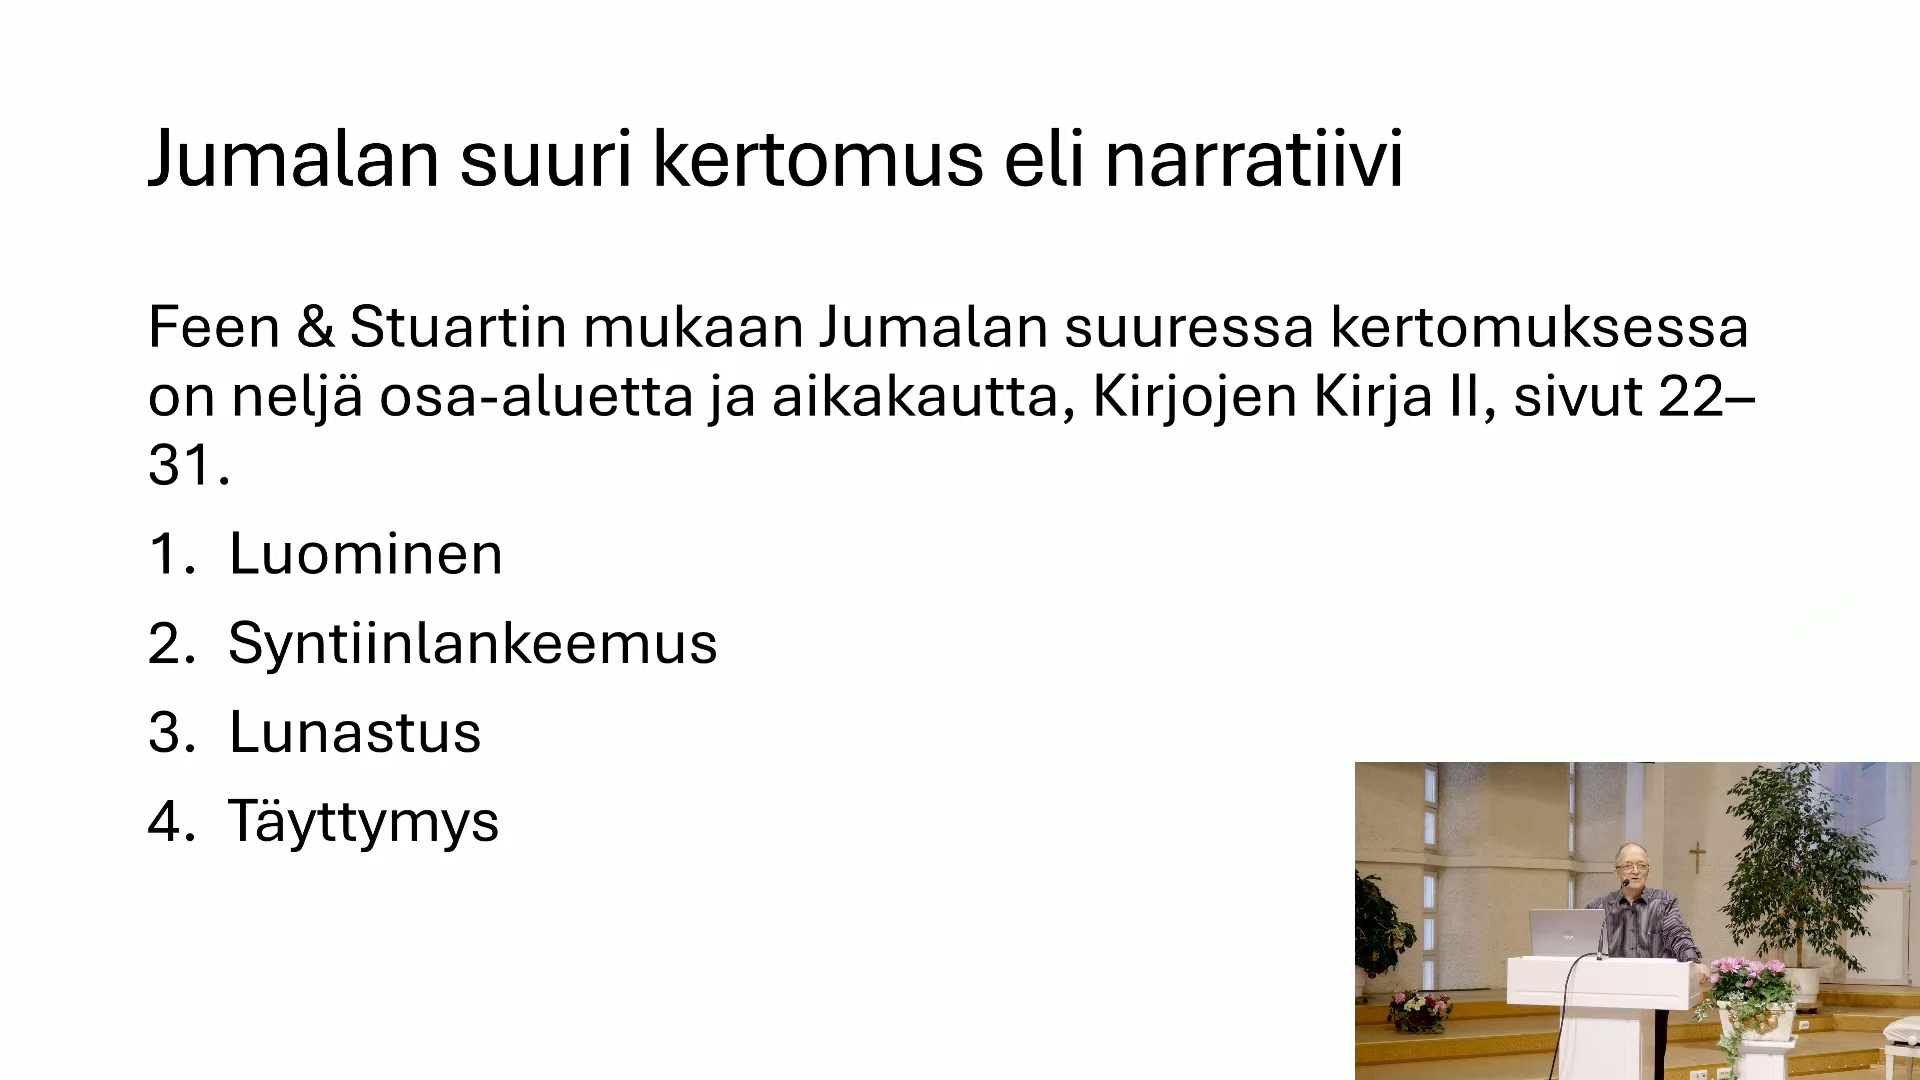 Jumalan suuri kertomus eli narratiivi
Feen & Stuartin mukaan Jumalan suuressa kertomuksessa
on neljä osa-aluetta ja aikakautta, Kirjojen Kirja II, sivut 22–
31.
1. Luominen
2. Syntiinlankeemus
3. Lunastus
4. Täyttymys